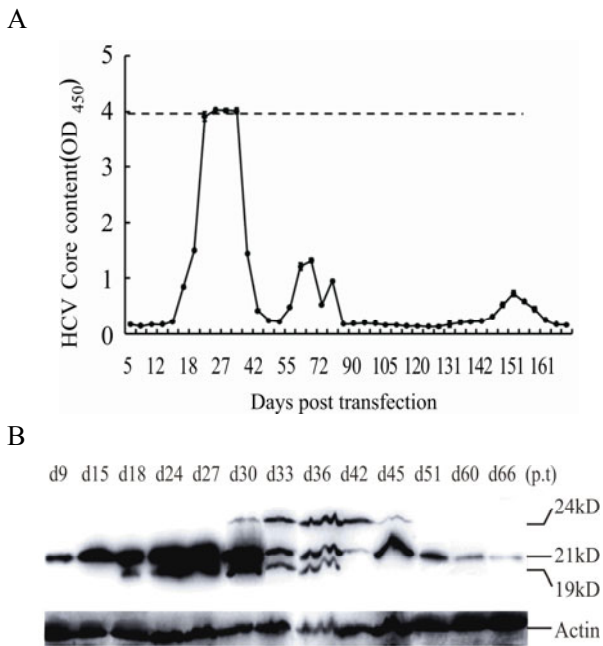 A
HCV Core content(OD 450)
5
4
3
2
1
0
5 12 18 27 42 55 72 90 105 120 131 142 151 161
Days post transfection
B
d9 d15 d18 d24 d27 d30 d33 d36 d42 d45 d51 d60 d66 (p.t)
24kD
21kD
19kD
Actin